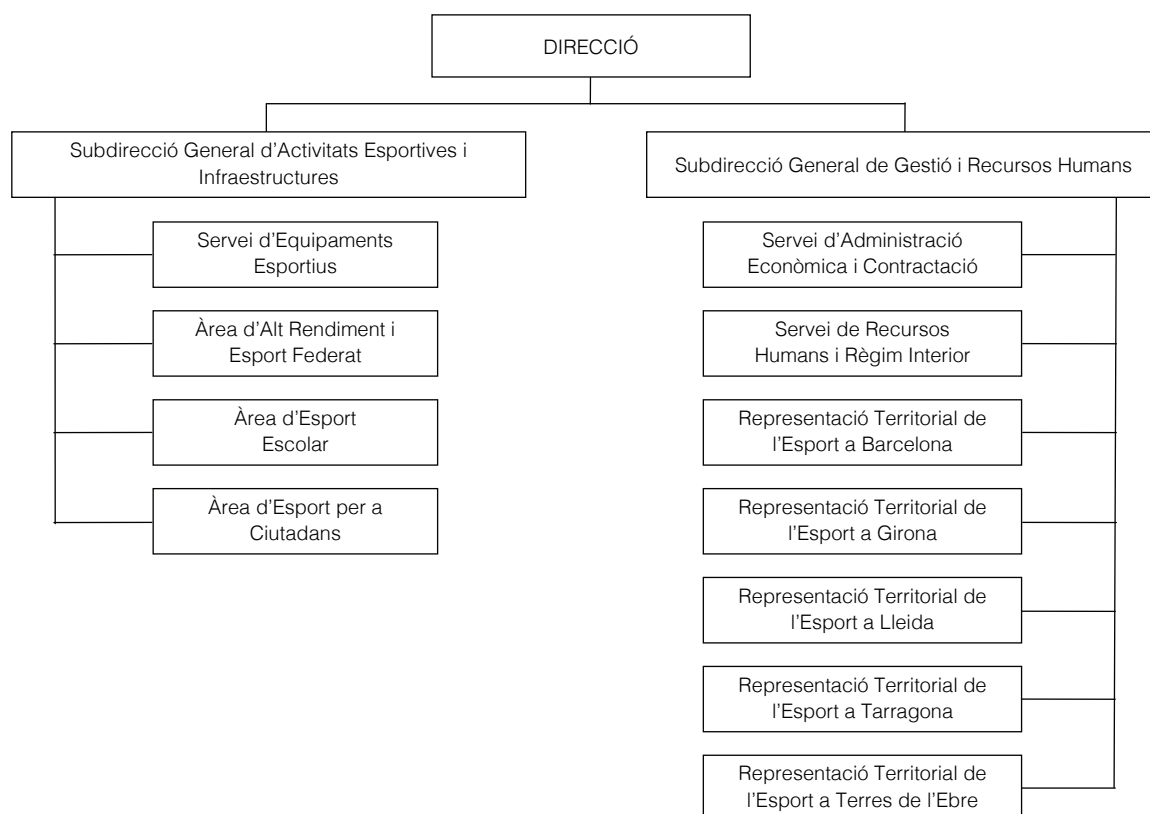 DIRECCIÓ
Subdirecció General d’Activitats Esportives i
Infraestructures
Servei d’Equipaments
Esportius
Àrea d’Alt Rendiment i
Esport Federat
Àrea d’Esport
Escolar
Àrea d’Esport per a
Ciutadans
Subdirecció General de Gestió i Recursos Humans
Servei d’Administració
Econòmica i Contractació
Servei de Recursos
Humans i Règim Interior
Representació Territorial de
l’Esport a Barcelona
Representació Territorial de
l’Esport a Girona
Representació Territorial de
l’Esport a Lleida
Representació Territorial de
l’Esport a Tarragona
Representació Territorial de
l’Esport a Terres de l’Ebre